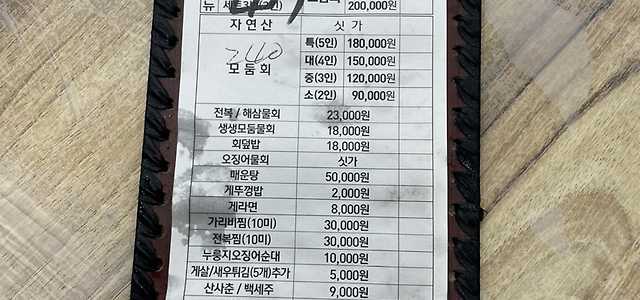 뉴 200,000원
자 연 산 싯 가
모 둠 회
특(5인) 180,000원
대(4인) 150,000원
중(3인) 120,000원
소(2인) 90,000원
전복 / 해삼물회 23,000원
생생모둠물회 18,000원
회덮밥 18,000원
오징어물회 싯가
매운탕 50,000원
게뚜껑밥 2,000원
게라면 8,000원
가리비찜(10미) 30,000원
전복찜(10미) 30,000원
누룽지오징어순대 10,000원
게살/새우튀김(5개)추가 5,000원
산사춘 / 백세주 9,000원